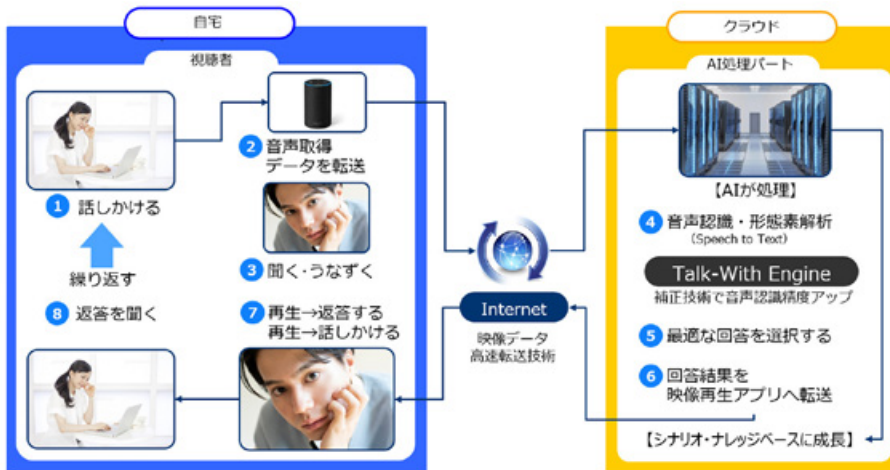 自宅
視聴者
1 話しかける
繰り返す
8 返答を聞く
2 音声取得
データを転送
3 聞く・うなずく
7 再生→返答する
再生→話しかける
Internet
映像データ
高速転送技術
クラウド
AI処理パート
【AIが処理】
4 音声認識・形態素解析
(Speech to Text)
Talk-With Engine
補正技術で音声認識精度アップ
5 最適な回答を選択する
6 回答結果を
映像再生アプリへ転送
【シナリオ・ナレッジベースに成長】